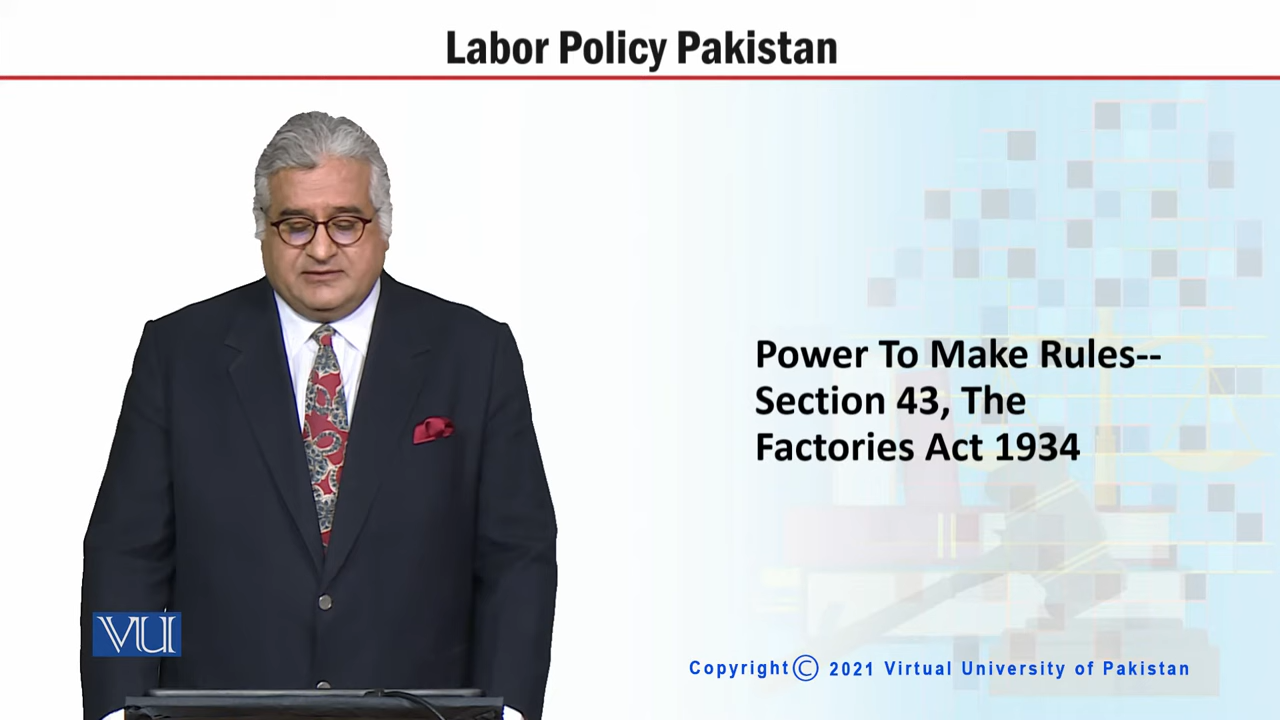 Labor Policy Pakistan
Power To Make Rules--
Section 43, The
Factories Act 1934
VU
Copyright© 2021 Virtual University of Pakistan